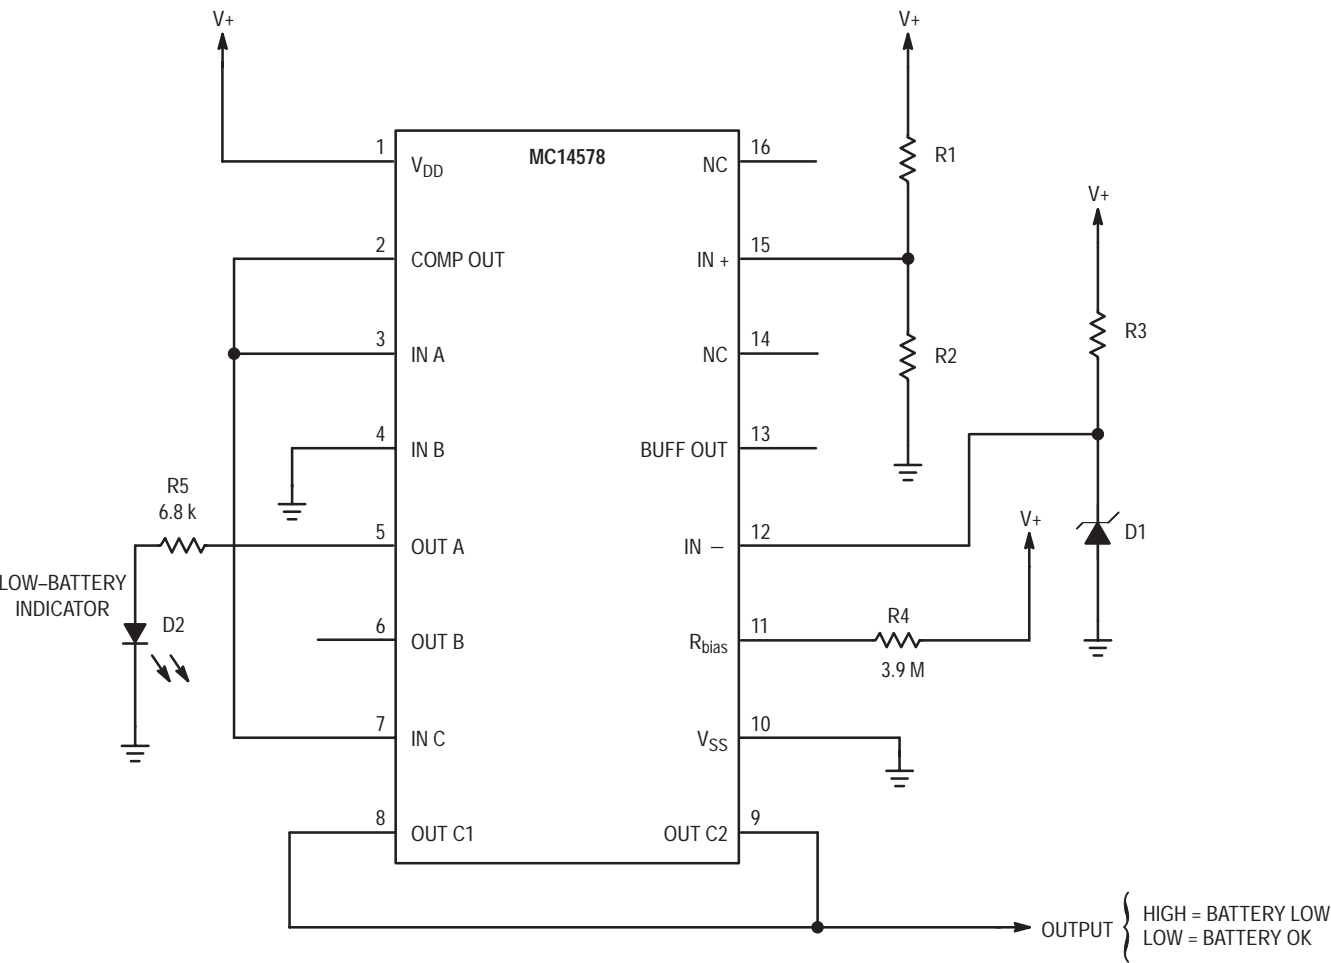 V+
V+
1
MC14578
16
VDD
NC
R1
V+
2
15
COMP OUT
IN +
3
14
R3
IN A
NC
R2
4
13
IN B
BUFF OUT
R5
6.8 k
5
12
V+
D1
OUT A
IN –
LOW–BATTERY
INDICATOR
D2
6
11
R4
OUT B
Rbias
3.9 M
7
10
IN C
VSS
8
9
OUT C1
OUT C2
OUTPUT
HIGH = BATTERY LOW
LOW = BATTERY OK